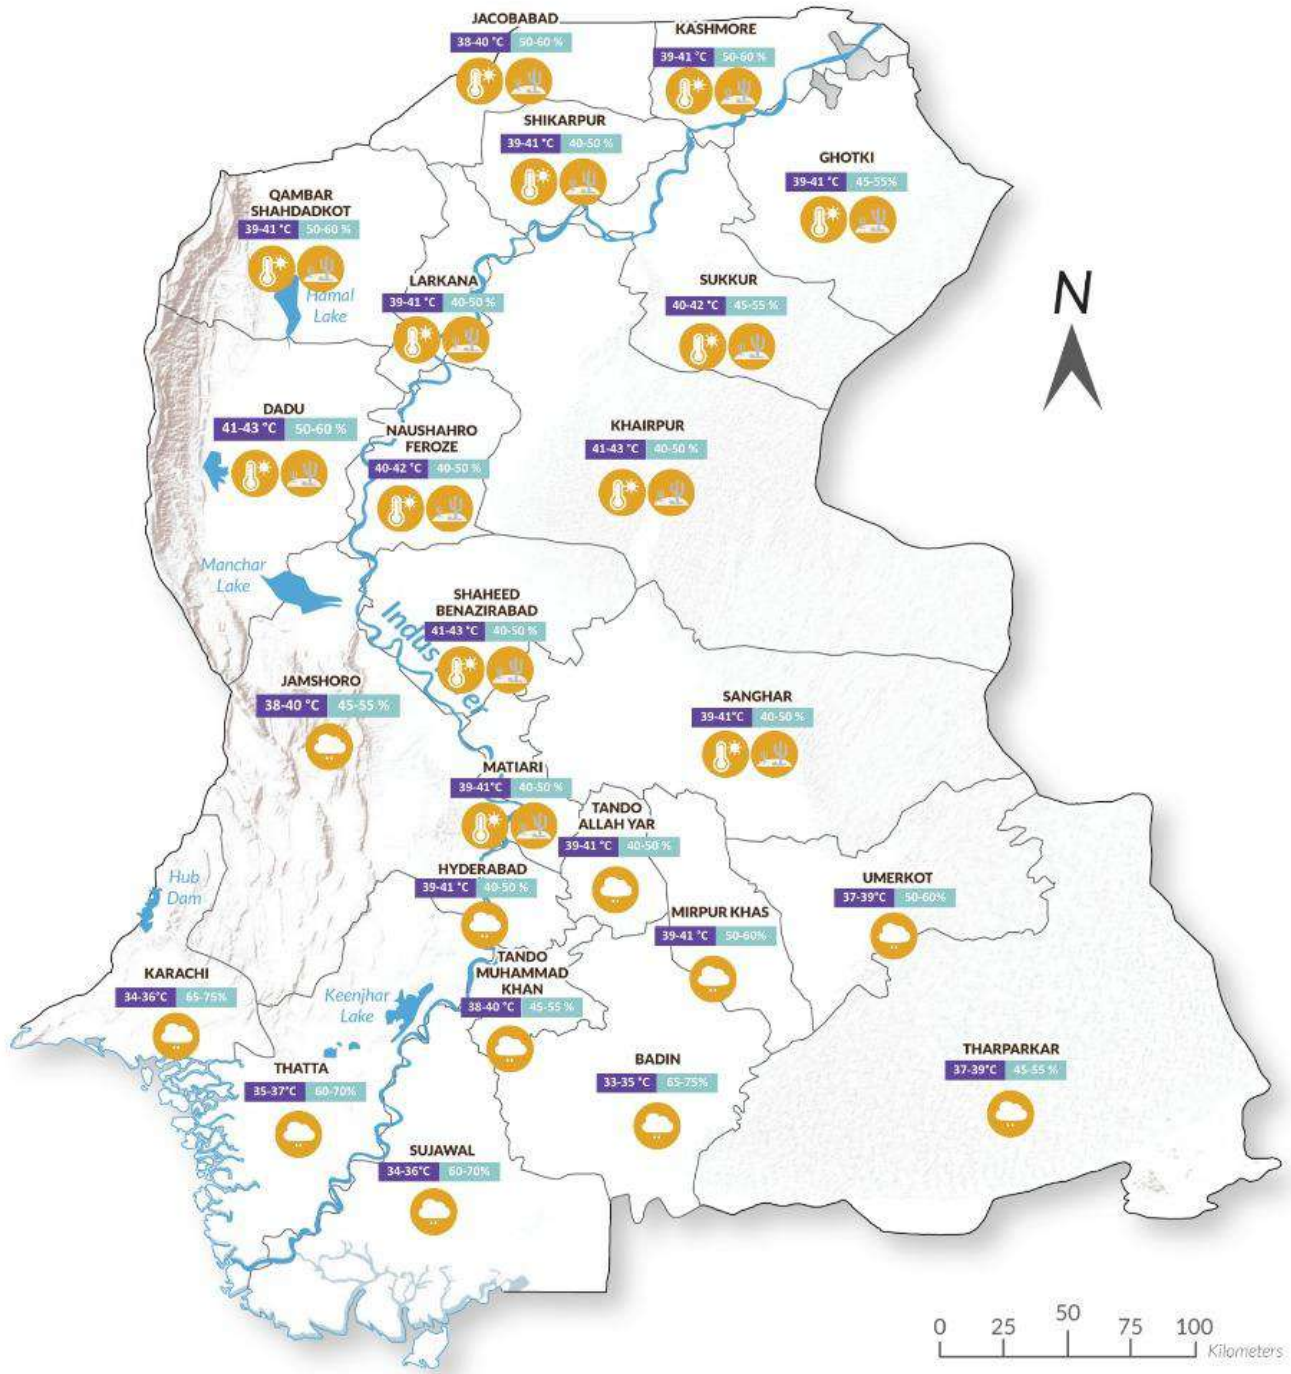 JACOBABAD
38-40 °C 50-60 %
KASHMORE
39-41 °C 50-60 %
SHIKARPUR
39-41 °C 40-50 %
GHOTKI
39-41 °C 45-55%
QAMBAR
SHAHDADKOT
39-41 °C 50-60 %
Hamal
Lake
LARKANA
39-41 °C 40-50 %
SUKKUR
40-42 °C 45-55 %
N
DADU
41-43 °C 50-60 %
NAUSHAHRO
FEROZE
40-42 °C 40-50 %
KHAIRPUR
41-43 °C 40-50 %
Manchar
Lake
SHAHEED
BENAZIRABAD
41-43 °C 40-50 %
Indus
er
JAMSHORO
38-40 °C 45-55 %
SANGHAR
39-41°C 40-50 %
MATIARI
39-41°C 40-50 %
TANDO
ALLAH YAR
39-41 °C 40-50 %
HYDERABAD
39-41 °C 40-50 %
UMERKOT
37-39°C 50-60%
Hub
Dam
MIRPUR KHAS
39-41 °C 50-60%
TANDO
MUHAMMAD
KHAN
38-40 °C 45-55 %
KARACHI
34-36°C 65-75%
Keenjhar
Lake
THATTA
35-37°C 60-70%
BADIN
33-35 °C 65-75%
THARPARKAR
37-39°C 45-55 %
SUJAWAL
34-36°C 60-70%
0 25 50 75 100
Kilometers